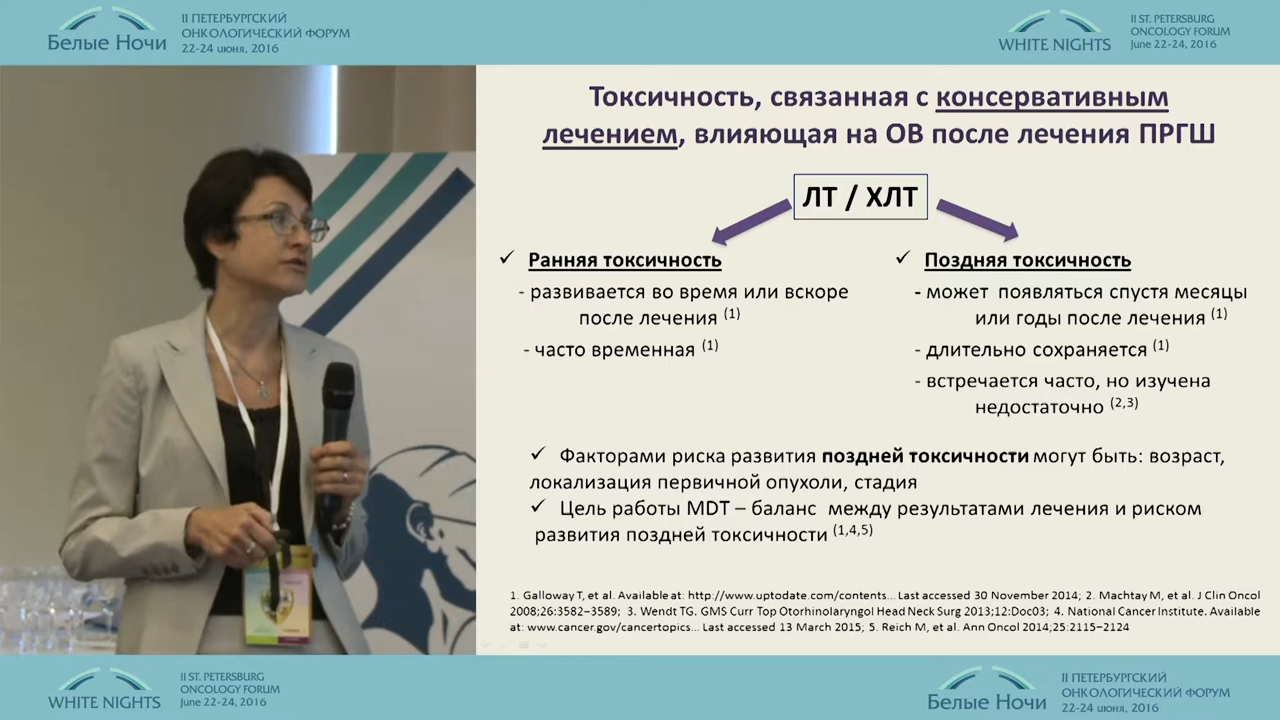 Белые Ночи
II ПЕТЕРБУРГСКИЙ
ОНКОЛОГИЧЕСКИЙ ФОРУМ
22-24 июня, 2016
WHITE NIGHTS
II ST. PETERSBURG
ONCOLOGY FORUM
June 22-24, 2016
Токсичность, связанная с консервативным
лечением, влияющая на ОВ после лечения ПРГШ
ЛТ / ХЛТ
✓ Ранняя токсичность
- развивается во время или вскоре
после лечения (1)
- часто временная (1)
✓ Поздняя токсичность
- может появляться спустя месяцы
или годы после лечения (1)
- длительно сохраняется (1)
- встречается часто, но изучена
недостаточно (2,3)
✓ Факторами риска развития поздней токсичности могут быть: возраст,
локализация первичной опухоли, стадия
✓ Цель работы MDT – баланс между результатами лечения и риском
развития поздней токсичности (1,4,5)
1. Galloway T, et al. Available at: http://www.uptodate.com/contents... Last accessed 30 November 2014; 2. Machtay M, et al. J Clin Oncol
2008;26:3582–3589; 3. Wendt TG. GMS Curr Top Otorhinolaryngol Head Neck Surg 2013;12:Doc03; 4. National Cancer Institute. Available
at: www.cancer.gov/cancertopics... Last accessed 13 March 2015; 5. Reich M, et al. Ann Oncol 2014;25:2115–2124
WHITE NIGHTS
II ST. PETERSBURG
ONCOLOGY FORUM
June 22-24, 2016
Белые Ночи
II ПЕТЕРБУРГСКИЙ
ОНКОЛОГИЧЕСКИЙ ФОРУМ
22-24 июня, 2016